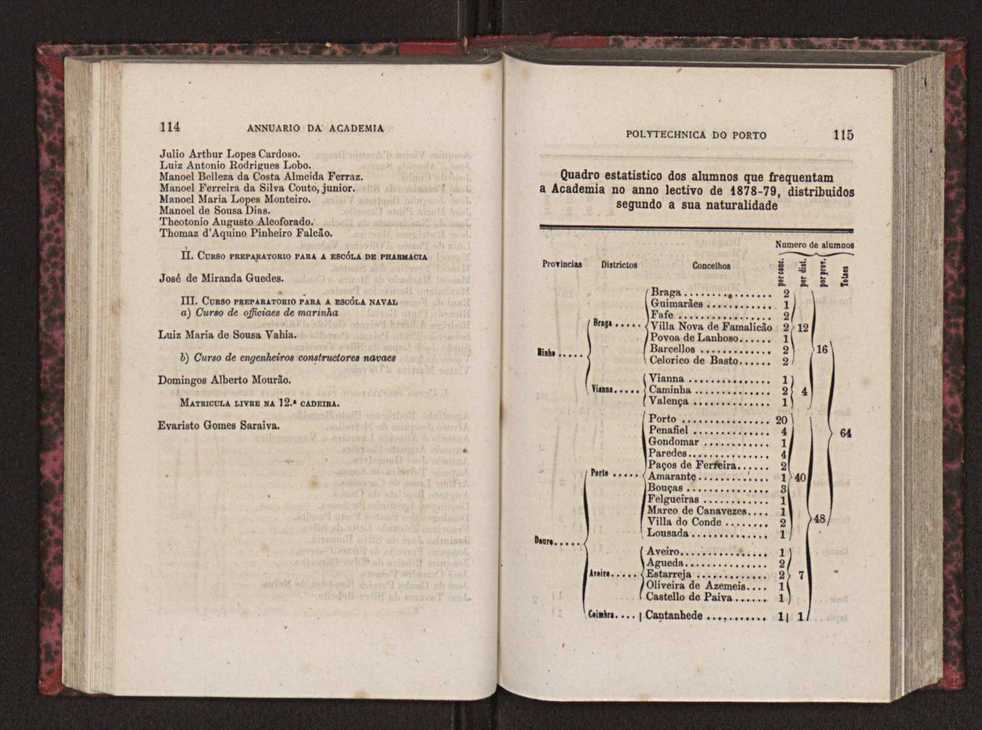 114 ANNUARIO DA ACADEMIA
Julio Arthur Lopes Cardoso.
Luiz Antonio Rodrigues Lobo.
Manoel Belleza da Costa Almeida Ferraz.
Manoel Ferreira da Silva Couto, junior.
Manoel Maria Lopes Monteiro.
Manoel de Sousa Dias.
Theotonio Augusto Alcoforado.
Thomaz d'Aquino Pinheiro Falcão.
II. CURSO PREPARATORIO PARA A ESCÓLA DE PHARMACIA
José de Miranda Guedes.
III. CURSO PREPARATORIO PARA A ESCÓLA NAVAL
a) Curso de officiaes de marinha
Luiz Maria de Sousa Vahia.
b) Curso de engenheiros constructores navaes
Domingos Alberto Mourão.
MATRICULA LIVRE NA 12.ª CADEIRA.
Evaristo Gomes Saraiva.
POLYTECHNICA DO PORTO 115
Quadro estatistico dos alumnos que frequentam
a Academia no anno lectivo de 1878-79, distribuidos
segundo a sua naturalidade
Numero de alumnos
Provincias Districtos Concelhos por conc. por dist. por prov. Totaes
Braga ............... 2
Guimarães ............ 1
Fafe ................ 2
Braga ..... Villa Nova de Famalicão 2 12
Povoa de Lanhoso...... 1
Minho ..... Barcellos ............. 2 16
Celorico de Basto...... 2
Vianna ............... 1
Vianna..... Caminha .............. 2 4
Valença ............... 1
Porto ................ 20
Penafiel .............. 4 64
Gondomar ............ 1
Paredes............... 4
Paços de Ferreira...... 2
Porto ...... Amarante ............. 1 40
Bouças ............... 3
Felgueiras ............ 1
Marco de Canavezes.... 1
Villa do Conde ........ 2 48
Lousada .............. 1
Douro.....
Aveiro................ 1
Agueda............... 2
Aveiro..... Estarreja ............. 2 7
Oliveira de Azemeis.... 1
Castello de Paiva ...... 1
Coimbra.... Cantanhede ........... 1 1